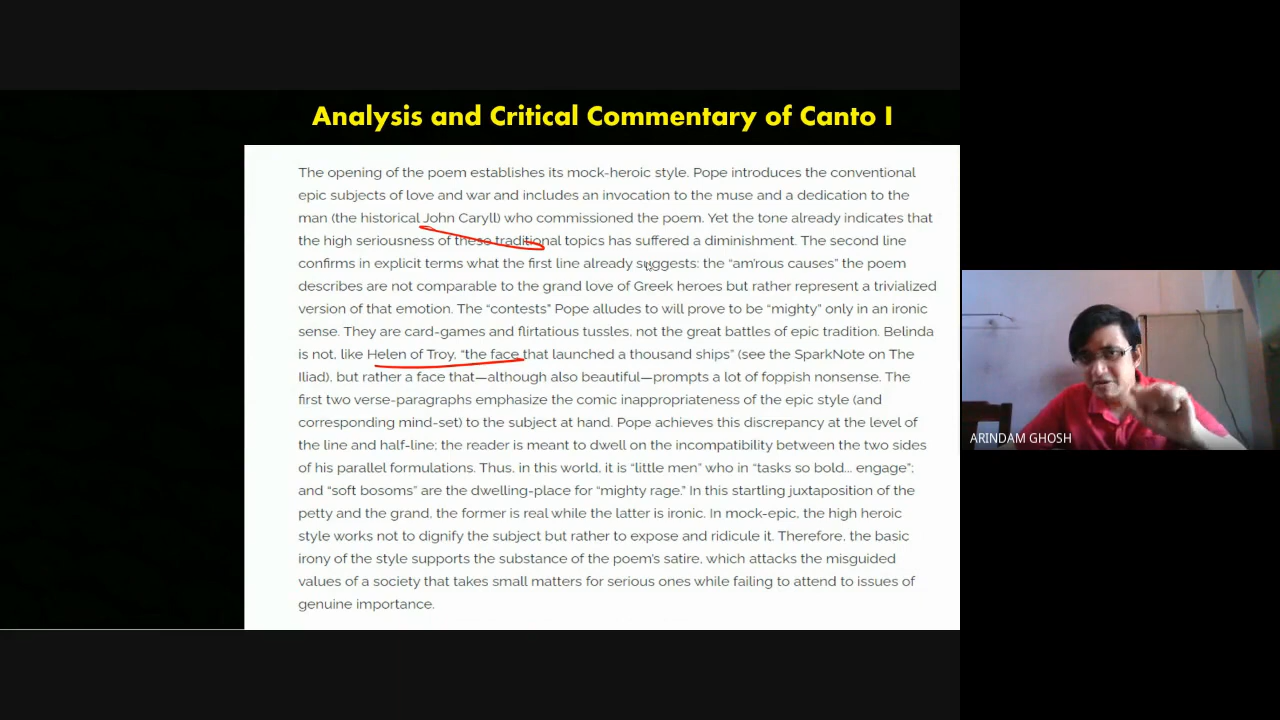 Analysis and Critical Commentary of Canto I
The opening of the poem establishes its mock-heroic style. Pope introduces the conventional
epic subjects of love and war and includes an invocation to the muse and a dedication to the
man (the historical John Caryll) who commissioned the poem. Yet the tone already indicates that
the high seriousness of these traditional topics has suffered a diminishment. The second line
confirms in explicit terms what the first line already suggests: the “am’rous causes” the poem
describes are not comparable to the grand love of Greek heroes but rather represent a trivialized
version of that emotion. The “contests” Pope alludes to will prove to be “mighty” only in an ironic
sense. They are card-games and flirtatious tussles, not the great battles of epic tradition. Belinda
is not, like Helen of Troy, “the face that launched a thousand ships” (see the SparkNote on The
Iliad), but rather a face that—although also beautiful—prompts a lot of foppish nonsense. The
first two verse-paragraphs emphasize the comic inappropriateness of the epic style (and
corresponding mind-set) to the subject at hand. Pope achieves this discrepancy at the level of
the line and half-line; the reader is meant to dwell on the incompatibility between the two sides
of his parallel formulations. Thus, in this world, it is “little men” who in “tasks so bold... engage”;
and “soft bosoms” are the dwelling-place for “mighty rage.” In this startling juxtaposition of the
petty and the grand, the former is real while the latter is ironic. In mock-epic, the high heroic
style works not to dignify the subject but rather to expose and ridicule it. Therefore, the basic
irony of the style supports the substance of the poem’s satire, which attacks the misguided
values of a society that takes small matters for serious ones while failing to attend to issues of
genuine importance.
ARINDAM GHOSH